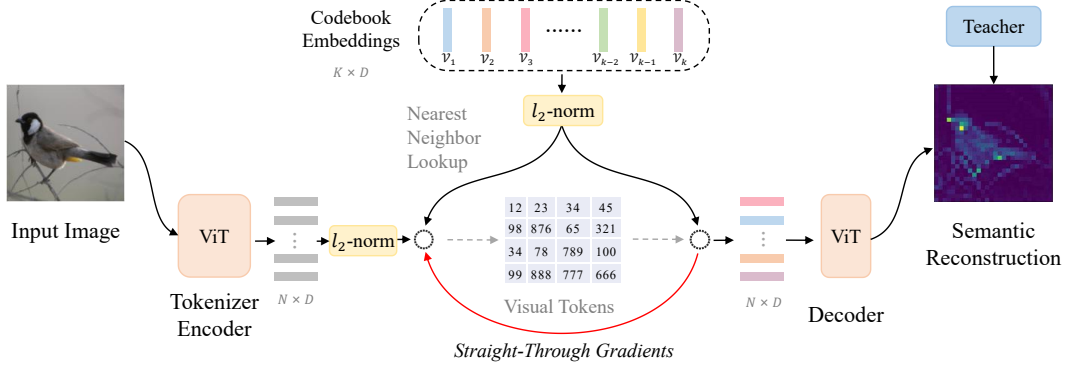 Codebook
Embeddings
K × D
𝒱1 𝒱2 𝒱3 ...... 𝒱k−2 𝒱k−1 𝒱k
Teacher
l2-norm
Nearest
Neighbor
Lookup
Input Image
ViT
l2-norm
12 23 34 45
98 876 65 321
34 78 789 100
99 888 777 666
ViT
Semantic
Reconstruction
Tokenizer
Encoder
N × D
Visual Tokens
N × D
Decoder
Straight-Through Gradients